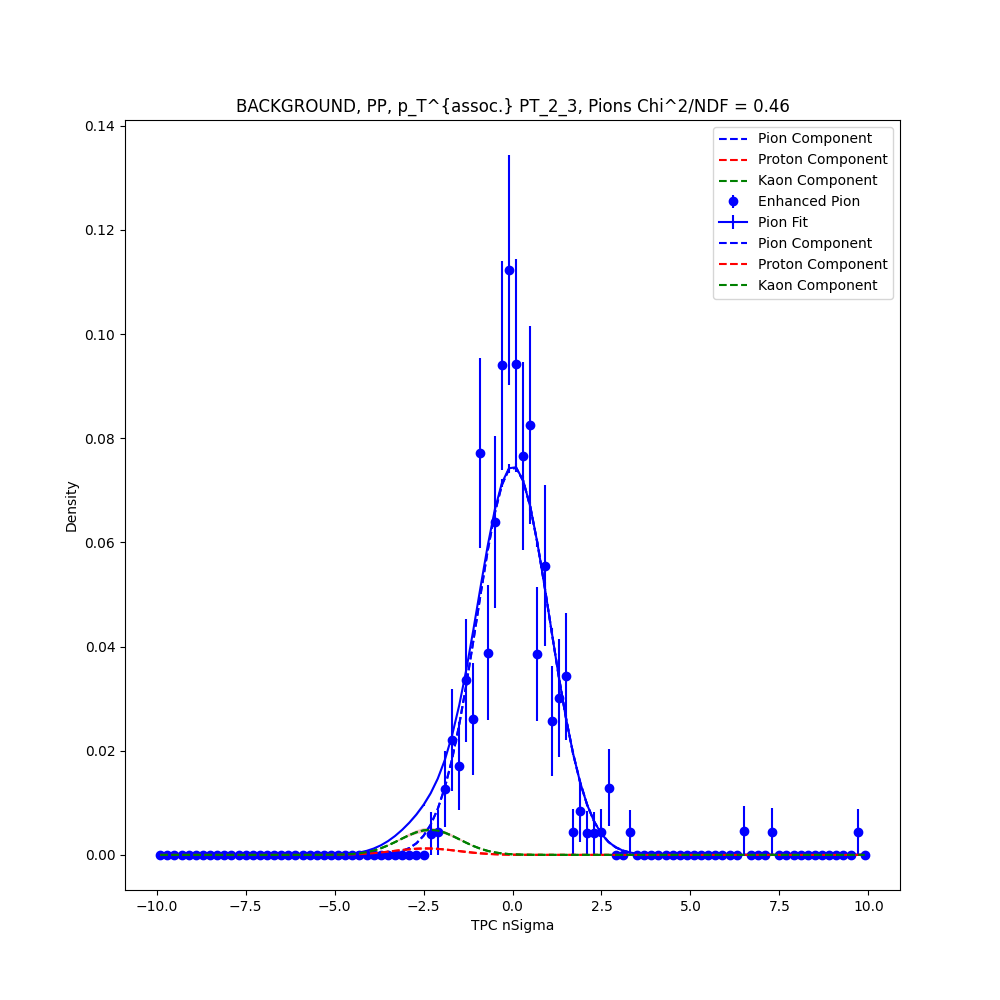 BACKGROUND, PP, p_T^{assoc.} PT_2_3, Pions Chi^2/NDF = 0.46
Pion Component
Proton Component
Kaon Component
Enhanced Pion
Pion Fit
Pion Component
Proton Component
Kaon Component
0.14
0.12
0.10
0.08
0.06
0.04
0.02
0.00
Density
−10.0
−7.5
−5.0
−2.5
0.0
2.5
5.0
7.5
10.0
TPC nSigma